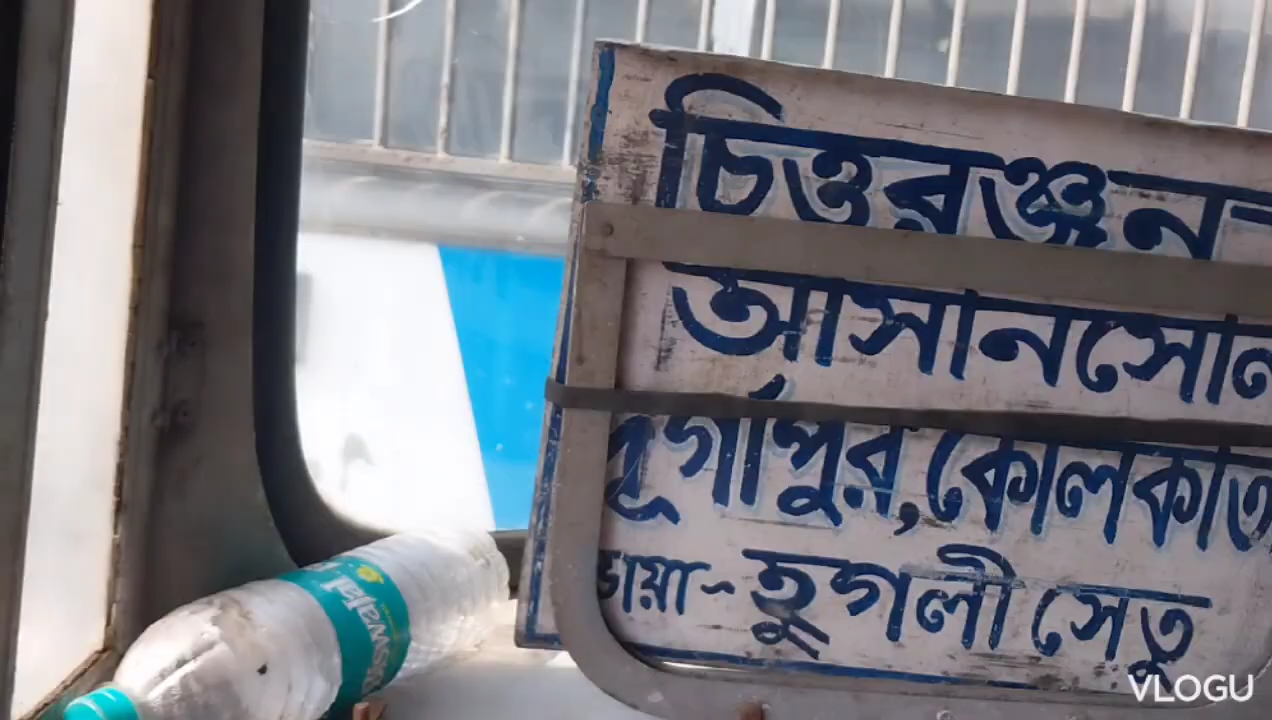 চিত্তরঞ্জন
আসানসোল
দূর্গাপুর, কোলকাতা
ভায়া - হুগলী সেতু
VLOGU